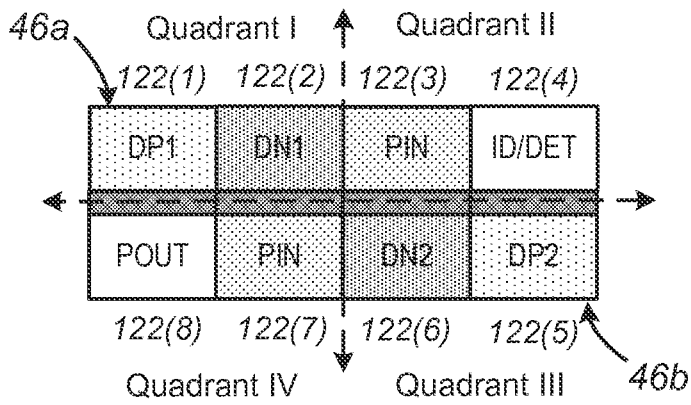 46a
Quadrant I Quadrant II
122(1) 122(2) 122(3) 122(4)
DP1 DN1 PIN ID/DET
POUT PIN DN2 DP2
122(8) 122(7) 122(6) 122(5)
Quadrant IV Quadrant III
46b